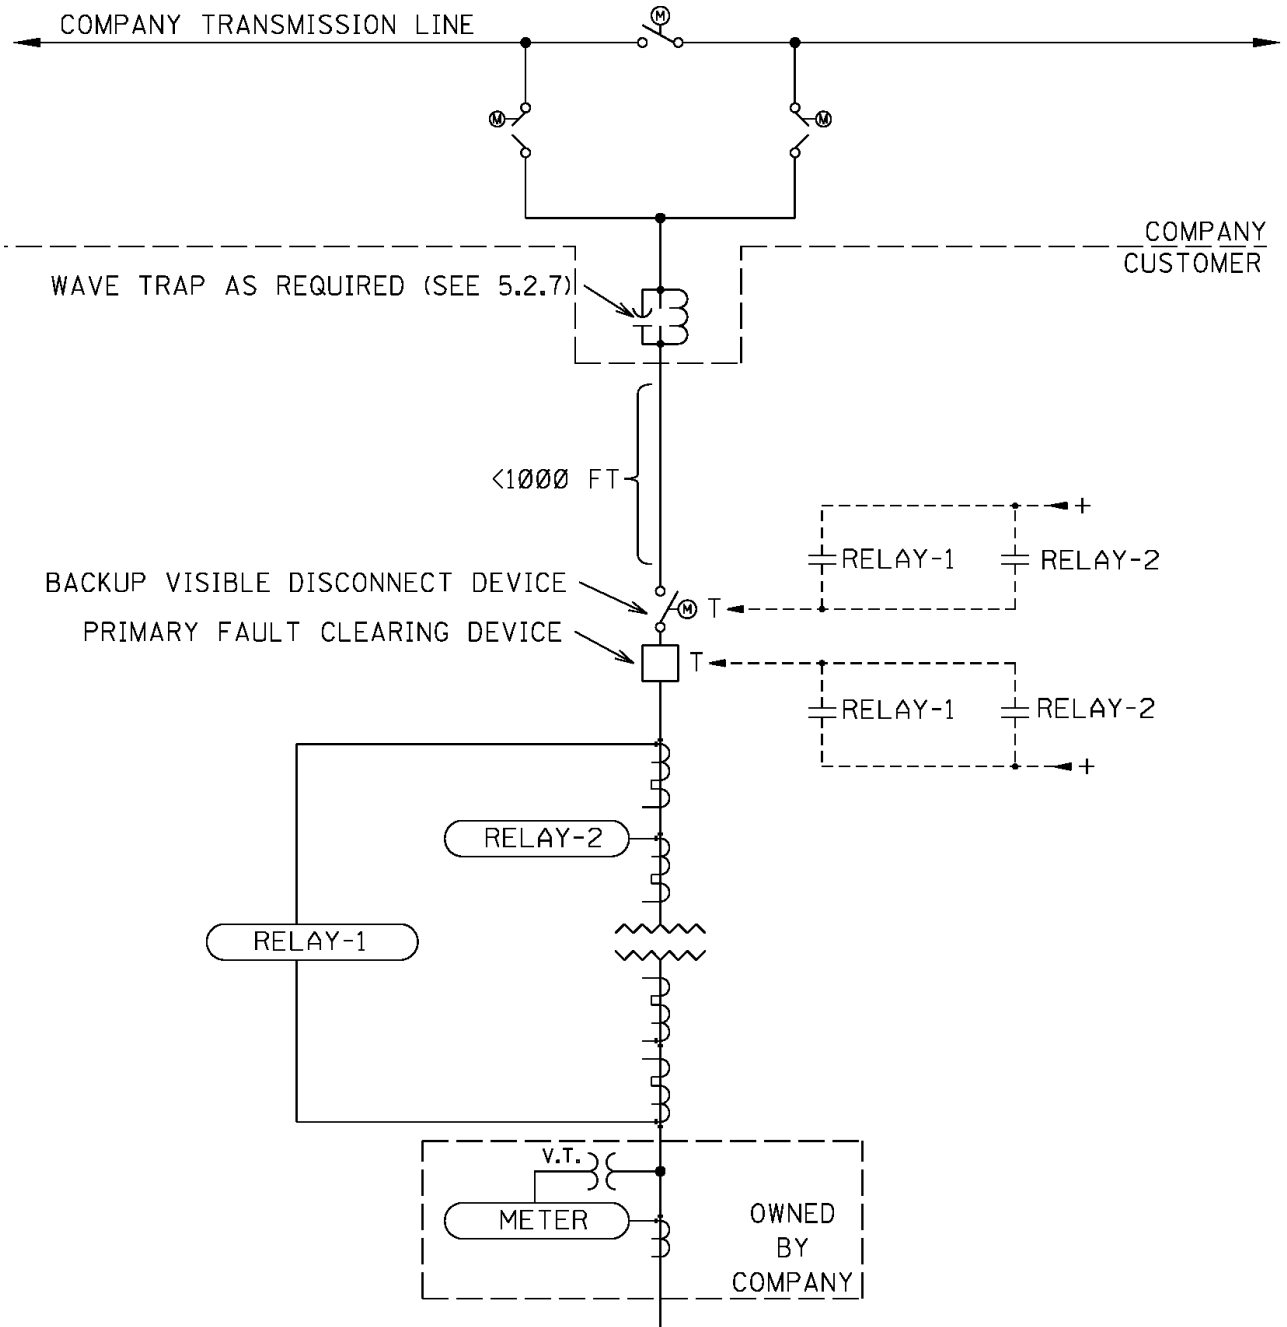 COMPANY TRANSMISSION LINE
M
M
M
COMPANY
CUSTOMER
WAVE TRAP AS REQUIRED (SEE 5.2.7)
<1000 FT
+
RELAY-1
RELAY-2
BACKUP VISIBLE DISCONNECT DEVICE
M
T
PRIMARY FAULT CLEARING DEVICE
T
RELAY-1
RELAY-2
+
RELAY-2
RELAY-1
V.T.
METER
OWNED
BY
COMPANY